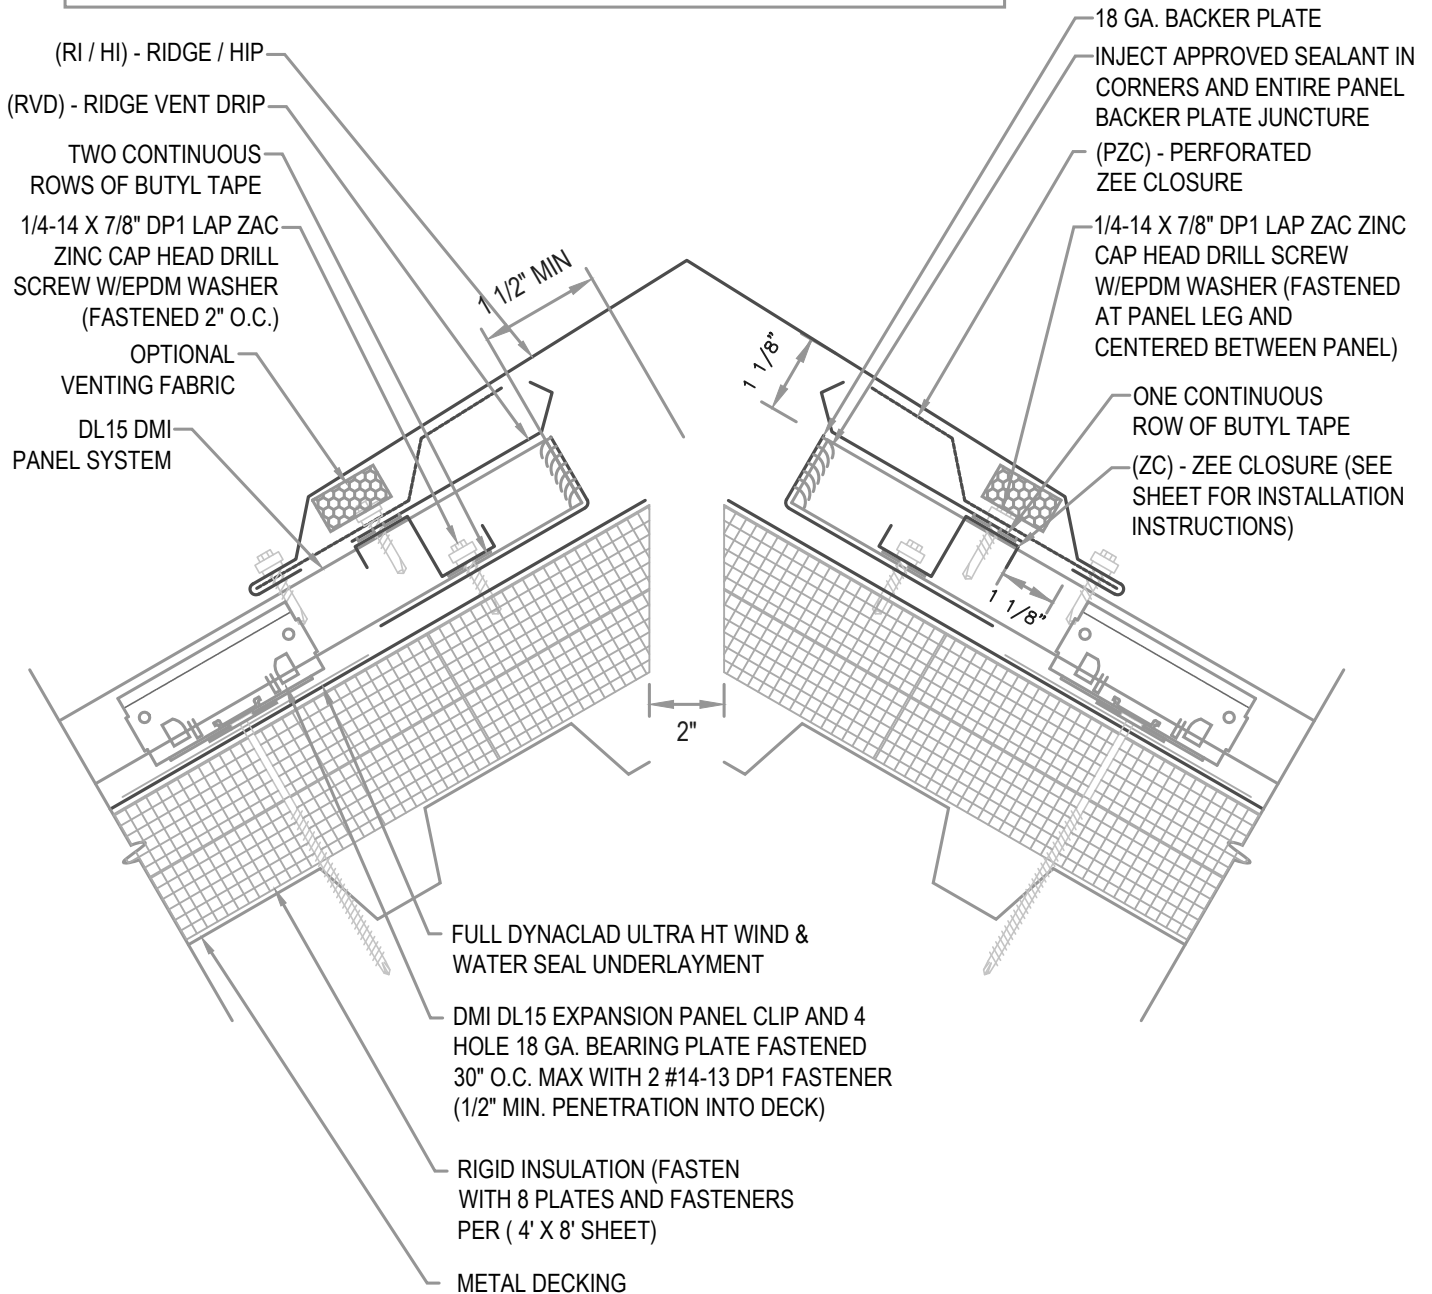 (RI / HI) - RIDGE / HIP
(RVD) - RIDGE VENT DRIP
TWO CONTINUOUS
ROWS OF BUTYL TAPE
1/4-14 X 7/8" DP1 LAP ZAC
ZINC CAP HEAD DRILL
SCREW W/EPDM WASHER
(FASTENED 2" O.C.)
OPTIONAL
VENTING FABRIC
DL15 DMI
PANEL SYSTEM
1 1/2" MIN
1 1/8"
18 GA. BACKER PLATE
INJECT APPROVED SEALANT IN
CORNERS AND ENTIRE PANEL
BACKER PLATE JUNCTURE
(PZC) - PERFORATED
ZEE CLOSURE
1/4-14 X 7/8" DP1 LAP ZAC ZINC
CAP HEAD DRILL SCREW
W/EPDM WASHER (FASTENED
AT PANEL LEG AND
CENTERED BETWEEN PANEL)
ONE CONTINUOUS
ROW OF BUTYL TAPE
(ZC) - ZEE CLOSURE (SEE
SHEET FOR INSTALLATION
INSTRUCTIONS)
1 1/8"
2"
FULL DYNACLAD ULTRA HT WIND &
WATER SEAL UNDERLAYMENT
DMI DL15 EXPANSION PANEL CLIP AND 4
HOLE 18 GA. BEARING PLATE FASTENED
30" O.C. MAX WITH 2 #14-13 DP1 FASTENER
(1/2" MIN. PENETRATION INTO DECK)
RIGID INSULATION (FASTEN
WITH 8 PLATES AND FASTENERS
PER ( 4' X 8' SHEET)
METAL DECKING